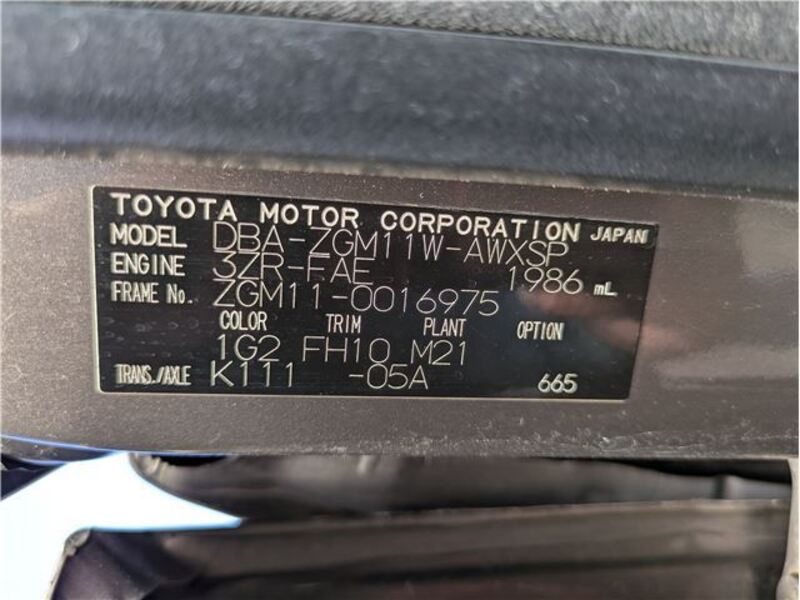 TOYOTA MOTOR CORPORATION JAPAN
MODEL DBA-ZGM11W-AWXSP
ENGINE 3ZR-FAE 1986 mL
FRAME No. ZGM11-0016975
COLOR TRIM PLANT OPTION
1G2 FH10 M21
TRANS./AXLE K111 -05A 665